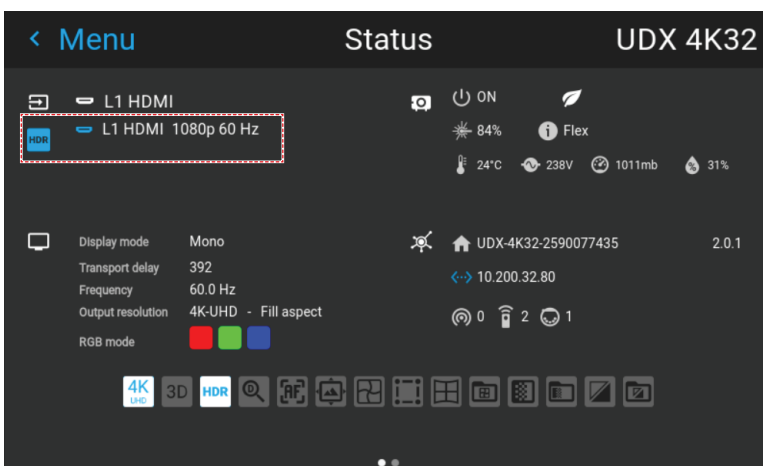 Menu
Status
UDX 4K32
L1 HDMI
HDR
L1 HDMI 1080p 60 Hz
ON
84%
Flex
24°C
238V
1011mb
31%
Display mode Mono
Transport delay 392
Frequency 60.0 Hz
Output resolution 4K-UHD - Fill aspect
RGB mode
UDX-4K32-2590077435
2.0.1
10.200.32.80
0
2
1
4K
UHD
3D
HDR
D
AF